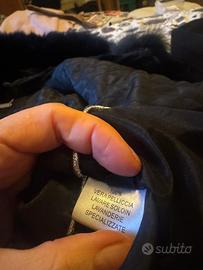 VERA PELLICCIA
LAVARE SOLO IN
LAVANDERIE
SPECIALIZZATE
subito